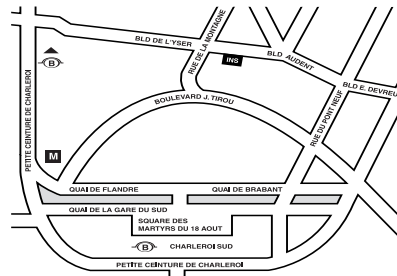 BLD DE L'YSER
RUE DE LA MONTAGNE
INS
BLD AUDENT
BLD E. DEVREU
B
PETITE CEINTURE DE CHARLEROI
BOULEVARD J. TIROU
RUE DU PONT NEUF
M
QUAI DE FLANDRE
QUAI DE BRABANT
QUAI DE LA GARE DU SUD
SQUARE DES
MARTYRS DU 18 AOUT
B
CHARLEROI SUD
PETITE CEINTURE DE CHARLEROI